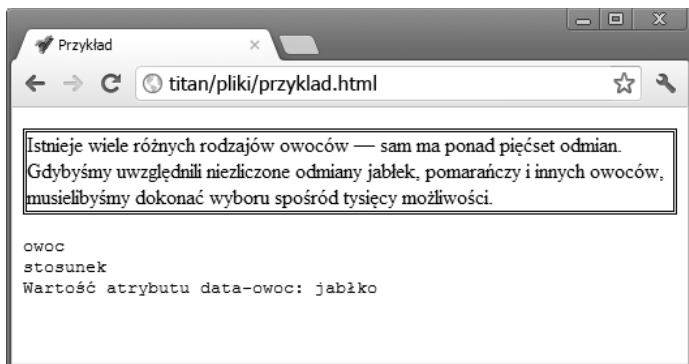 Przykład
titan/pliki/przyklad.html
Istnieje wiele różnych rodzajów owoców — sam ma ponad pięćset odmian.
Gdybyśmy uwzględnili niezliczone odmiany jabłek, pomarańczy i innych owoców,
musielibyśmy dokonać wyboru spośród tysięcy możliwości.
owoc
stosunek
Wartość atrybutu data-owoc: jabłko